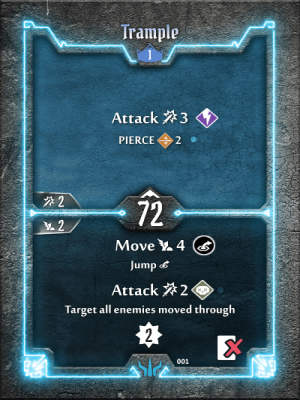 Trample
1
Attack 3
PIERCE 2
2
72
2
Move 4
Jump
Attack 2
Target all enemies moved through
2
001